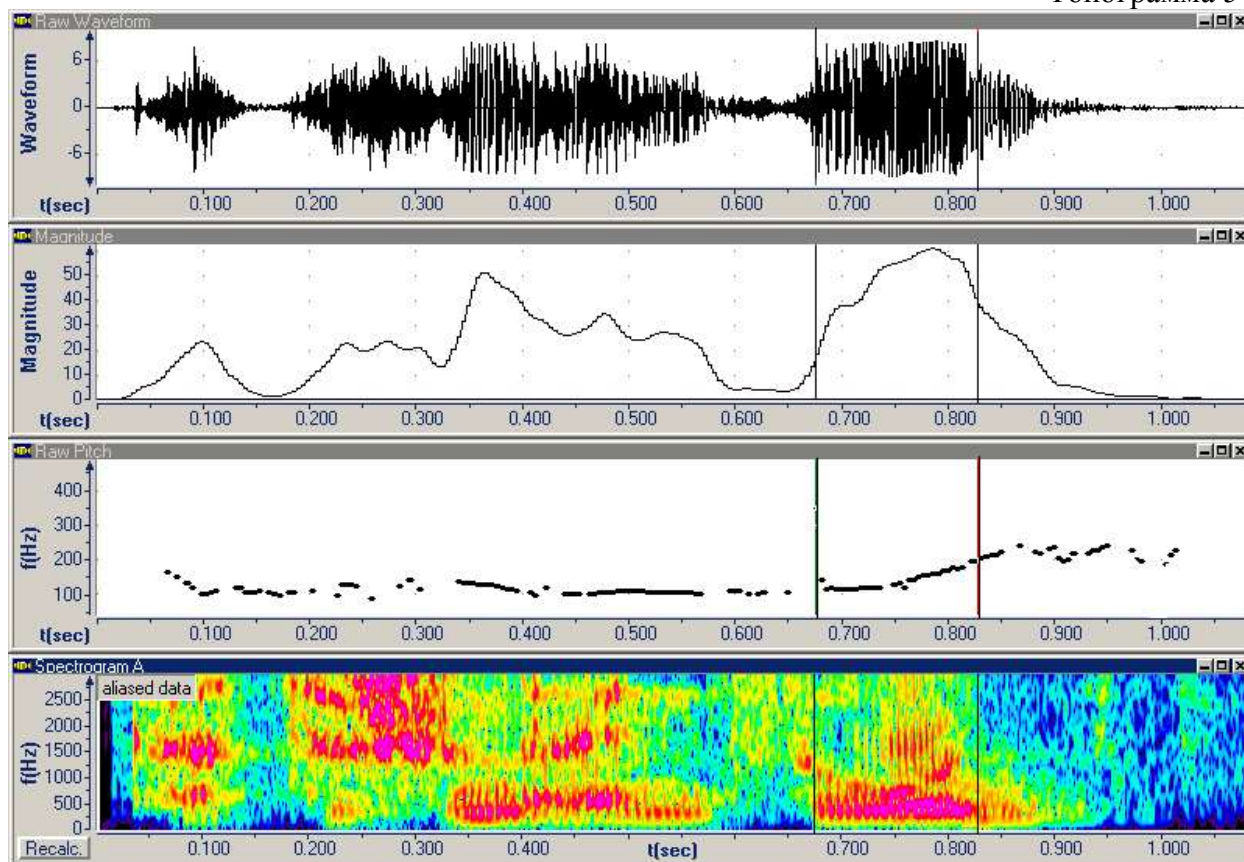 Raw Waveform
Waveform
6
0
-6
t(sec) 0.100 0.200 0.300 0.400 0.500 0.600 0.700 0.800 0.900 1.000
Magnitude
Magnitude
50
40
30
20
10
0
t(sec) 0.100 0.200 0.300 0.400 0.500 0.600 0.700 0.800 0.900 1.000
Raw Pitch
f(Hz)
400
300
200
100
t(sec) 0.100 0.200 0.300 0.400 0.500 0.600 0.700 0.800 0.900 1.000
Spectrogram A
aliased data
f(Hz)
2500
2000
1500
1000
500
0
Recalc. 0.100 0.200 0.300 0.400 t(sec) 0.600 0.700 0.800 0.900 1.000